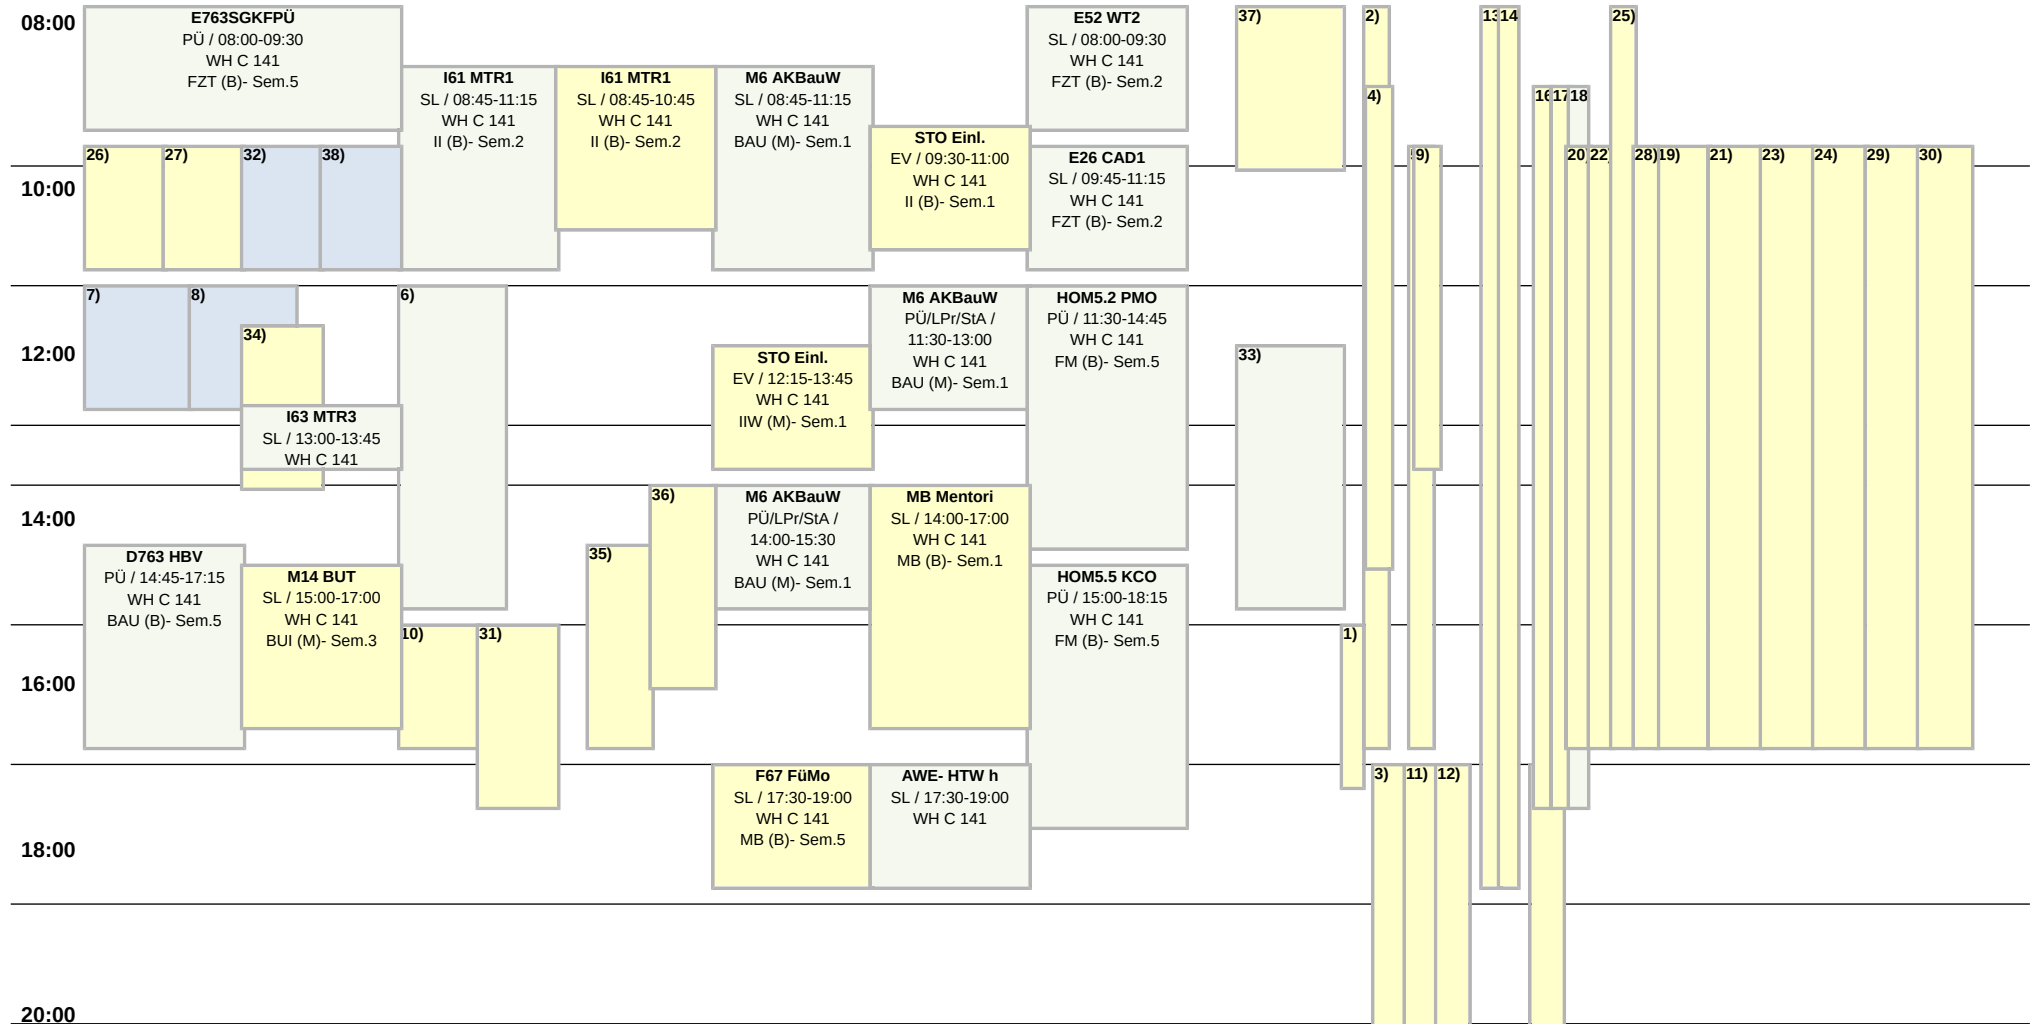 08:00
10:00
12:00
14:00
16:00
18:00
20:00
E763SGKFPÜ
PÜ / 08:00-09:30
WH C 141
FZT (B)- Sem.5
26)
27)
32)
38)
7)
8)
34)
I63 MTR3
SL / 13:00-13:45
WH C 141
D763 HBV
PÜ / 14:45-17:15
WH C 141
BAU (B)- Sem.5
M14 BUT
SL / 15:00-17:00
WH C 141
BUI (M)- Sem.3
I61 MTR1
SL / 08:45-11:15
WH C 141
II (B)- Sem.2
I61 MTR1
SL / 08:45-10:45
WH C 141
II (B)- Sem.2
6)
10)
31)
35)
36)
M6 AKBauW
SL / 08:45-11:15
WH C 141
BAU (M)- Sem.1
STO Einl.
EV / 09:30-11:00
WH C 141
II (B)- Sem.1
STO Einl.
EV / 12:15-13:45
WH C 141
IIW (M)- Sem.1
M6 AKBauW
PÜ/LPr/StA /
11:30-13:00
WH C 141
BAU (M)- Sem.1
M6 AKBauW
PÜ/LPr/StA /
14:00-15:30
WH C 141
BAU (M)- Sem.1
MB Mentori
SL / 14:00-17:00
WH C 141
MB (B)- Sem.1
F67 FüMo
SL / 17:30-19:00
WH C 141
MB (B)- Sem.5
AWE- HTW h
SL / 17:30-19:00
WH C 141
E52 WT2
SL / 08:00-09:30
WH C 141
FZT (B)- Sem.2
E26 CAD1
SL / 09:45-11:15
WH C 141
FZT (B)- Sem.2
HOM5.2 PMO
PÜ / 11:30-14:45
WH C 141
FM (B)- Sem.5
HOM5.5 KCO
PÜ / 15:00-18:15
WH C 141
FM (B)- Sem.5
37)
33)
1)
2)
4)
9)
3)
11)
12)
13
14
16
17
18
25)
20)
22)
28)
19)
21)
23)
24)
29)
30)